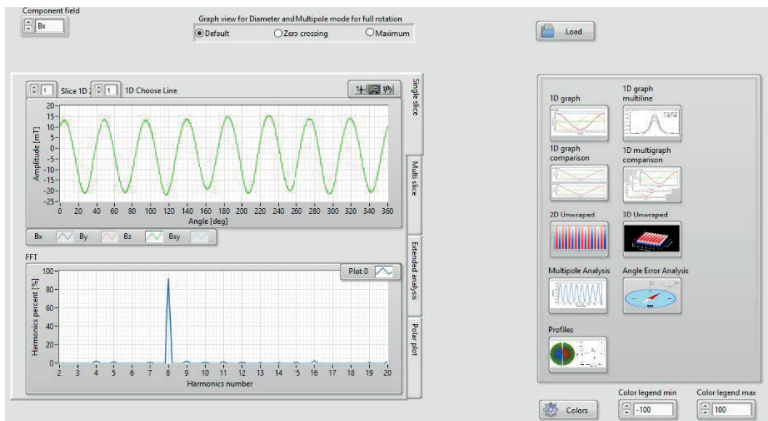 Component field
Bx
Graph view for Diameter and Multipole mode for full rotation
Default Zero crossing Maximum
Load
1 Slice 1D 1 1D Choose Line
Single slice
Multi slice
Extended analysis
Polar plot
Amplitude [mT]
20
15
10
5
0
-5
-10
-15
-20
-25
0 20 40 60 80 100 120 140 160 180 200 220 240 260 280 300 320 340 360
Angle [deg]
Bx By Bz Bxy
FFT
Plot 0
Harmonics percent [%]
100
80
60
40
20
0
2 3 4 5 6 7 8 9 10 11 12 13 14 15 16 17 18 19 20
Harmonics number
1D graph
1D graph multiline
1D graph comparison
1D multigraph comparison
2D Unwraped
3D Unwraped
Multipole Analysis
Angle Error Analysis
Profiles
Colors
Color legend min
-100
Color legend max
100